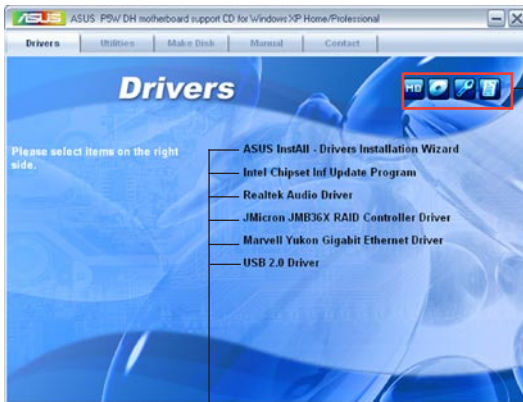 ASUS ASUS P5W DH motherboard support CD for Windows XP Home/Professional
Drivers Utilities Make Disk Manual Contact
Drivers
MB
Please select items on the right
side.
ASUS InstAll - Drivers Installation Wizard
Intel Chipset Inf Update Program
Realtek Audio Driver
JMicron JMB36X RAID Controller Driver
Marvell Yukon Gigabit Ethernet Driver
USB 2.0 Driver